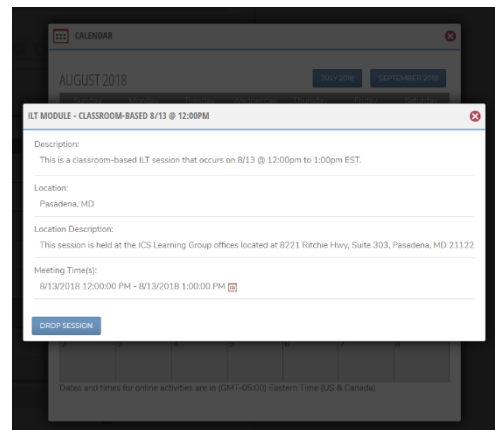 CALENDAR
AUGUST 2018
JULY 2018
SEPTEMBER 2018
ILT MODULE - CLASSROOM-BASED 8/13 @ 12:00PM
Description:
This is a classroom-based ILT session that occurs on 8/13 @ 12:00pm to 1:00pm EST.
Location:
Pasadena, MD
Location Description:
This session is held at the ICS Learning Group offices located at 8221 Ritchie Hwy, Suite 303, Pasadena, MD 21122
Meeting Time(s):
8/13/2018 12:00:00 PM - 8/13/2018 1:00:00 PM
DROP SESSION
Dates and times for online activities are in (GMT-05:00) Eastern Time (US & Canada)